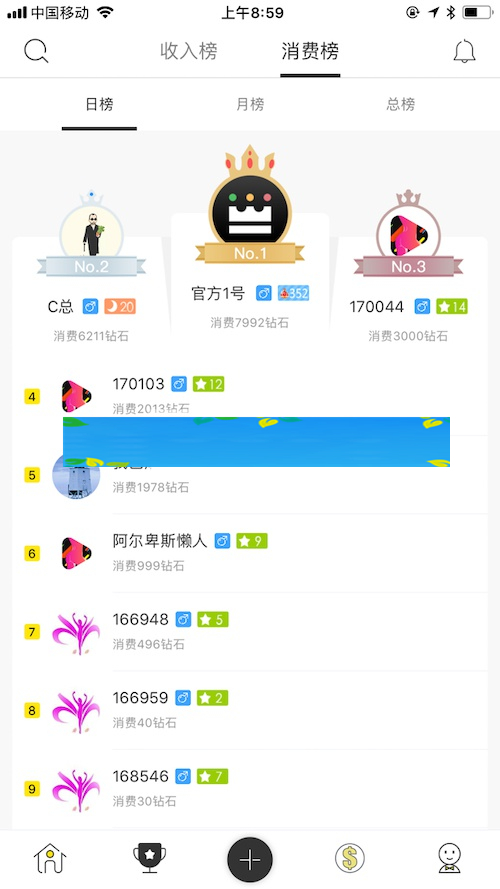 中国移动
上午8:59
收入榜 消费榜
日榜 月榜 总榜
No.2
No.1
No.3
C总 20
消费6211钻石
官方1号 352
消费7992钻石
170044 14
消费3000钻石
4
170103 12
消费2013钻石
5
消费1978钻石
6
阿尔卑斯懒人 9
消费999钻石
7
166948 5
消费496钻石
8
166959 2
消费40钻石
9
168546 7
消费30钻石